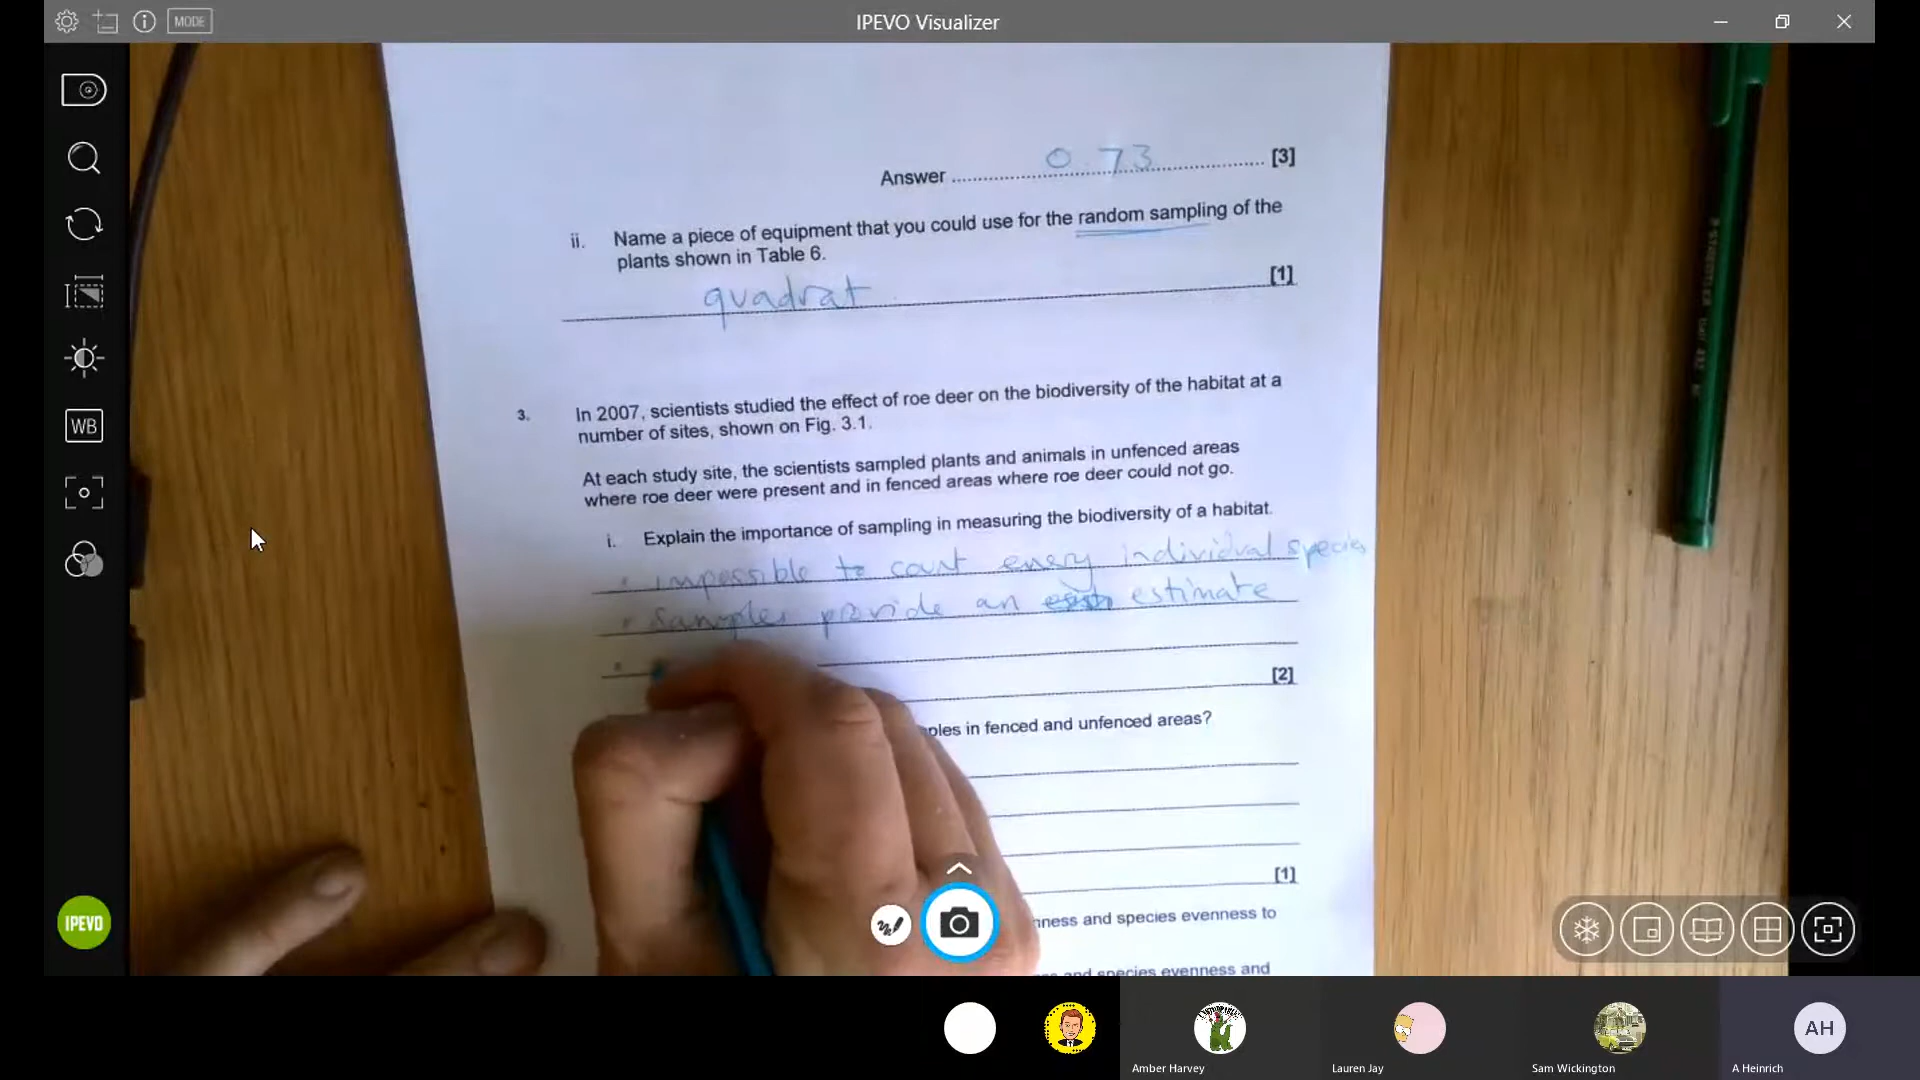 MODE
IPEVO Visualizer
Answer 0.73 [3]
ii. Name a piece of equipment that you could use for the random sampling of the
plants shown in Table 6.
quadrat [1]
3. In 2007, scientists studied the effect of roe deer on the biodiversity of the habitat at a
number of sites, shown on Fig. 3.1.
At each study site, the scientists sampled plants and animals in unfenced areas
where roe deer were present and in fenced areas where roe deer could not go.
i. Explain the importance of sampling in measuring the biodiversity of a habitat.
• impossible to count every individual species
• samples provide an estimate
[2]
in fenced and unfenced areas?
WB
[1]
and species evenness to
and species evenness and
IPEVO
AH
Amber Harvey
Lauren Jay
Sam Wickington
A Heinrich